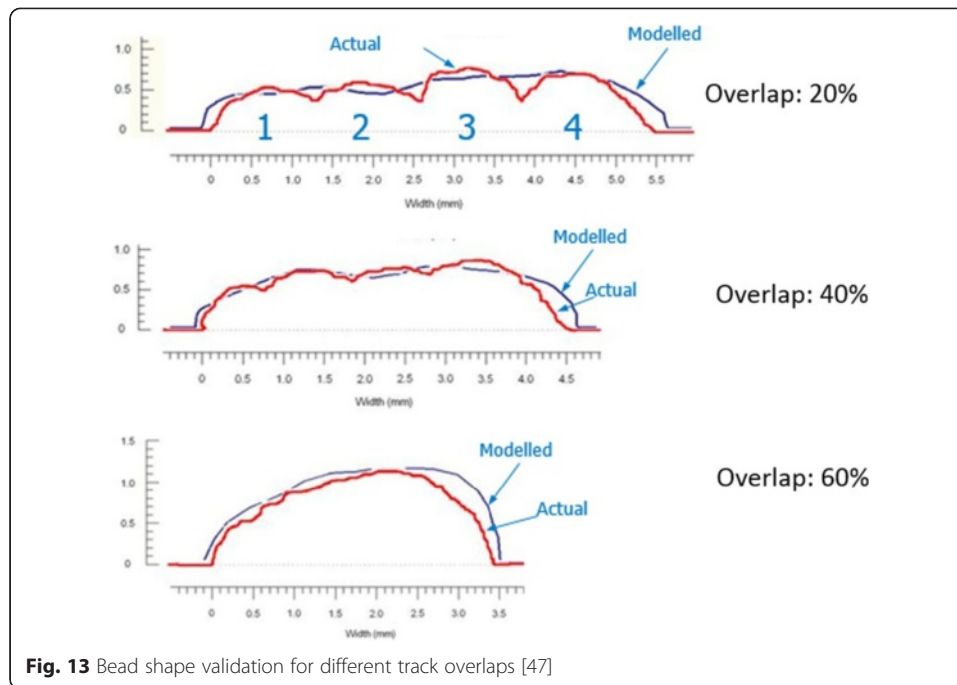 Actual
Modelled
1.0
0.5
0
1 2 3 4
Overlap: 20%
0 0.5 1.0 1.5 2.0 2.5 3.0 3.5 4.0 4.5 5.0 5.5
Width (mm)
Modelled
Actual
1.0
0.5
0
Overlap: 40%
0 0.5 1.0 1.5 2.0 2.5 3.0 3.5 4.0 4.5
Width (mm)
Modelled
Actual
1.5
1.0
0.5
0
Overlap: 60%
0 0.5 1.0 1.5 2.0 2.5 3.0 3.5
Width (mm)
Fig. 13 Bead shape validation for different track overlaps [47]